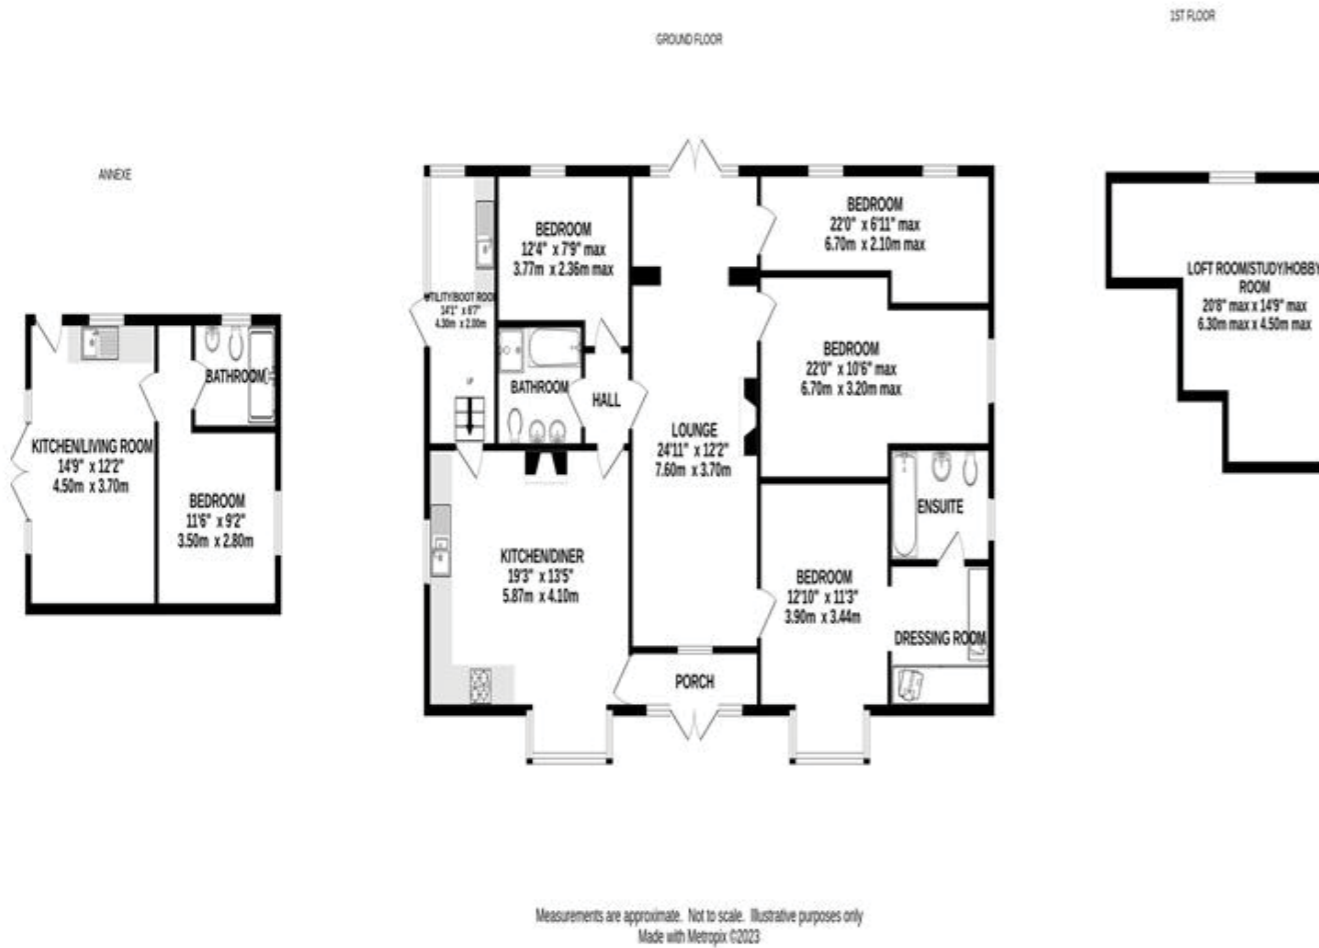 1ST FLOOR
GROUND FLOOR
ANNEXE
KITCHEN/LIVING ROOM
14'9" x 12'2"
4.50m x 3.70m
BATHROOM
BEDROOM
11'6" x 9'2"
3.50m x 2.80m
UTILITY/BOOT ROOM
14'1" x 6'7"
4.30m x 2.00m
UP
BEDROOM
12'4" x 7'9" max
3.77m x 2.36m max
BATHROOM
HALL
KITCHEN/DINER
19'3" x 13'5"
5.87m x 4.10m
LOUNGE
24'11" x 12'2"
7.60m x 3.70m
PORCH
BEDROOM
22'0" x 6'11" max
6.70m x 2.10m max
BEDROOM
22'0" x 10'6" max
6.70m x 3.20m max
ENSUITE
BEDROOM
12'10" x 11'3"
3.90m x 3.44m
DRESSING ROOM
LOFT ROOM/STUDY/HOBBY
ROOM
20'8" max x 14'9" max
6.30m max x 4.50m max
Measurements are approximate. Not to scale. Illustrative purposes only
Made with Metropix ©2023